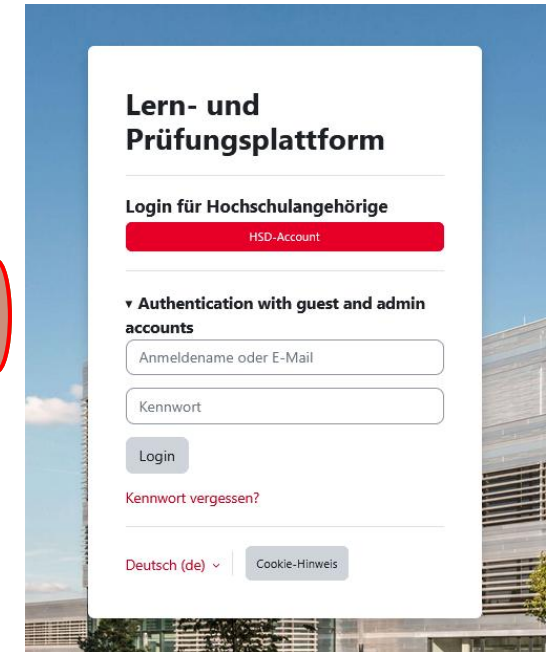 Lern- und
Prüfungsplattform
Login für Hochschulangehörige
HSD-Account
▾ Authentication with guest and admin
accounts
Anmeldename oder E-Mail
Kennwort
Login
Kennwort vergessen?
Deutsch (de)
Cookie-Hinweis